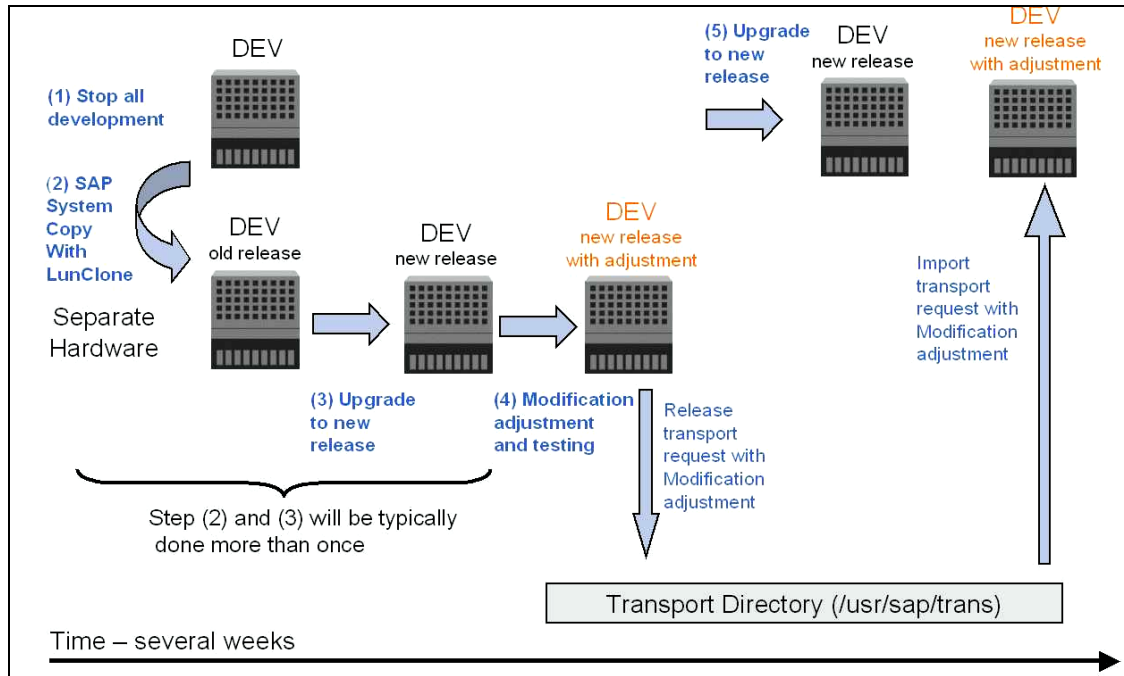 DEV
(1) Stop all
development
(2) SAP
System
Copy
With
LunClone
Separate
Hardware
DEV
old release
(3) Upgrade
to new
release
DEV
new release
(4) Modification
adjustment
and testing
DEV
new release
with adjustment
Step (2) and (3) will be typically
done more than once
Release
transport
request with
Modification
adjustment
(5) Upgrade
to new
release
DEV
new release
DEV
new release
with adjustment
Import
transport
request with
Modification
adjustment
Transport Directory (/usr/sap/trans)
Time – several weeks